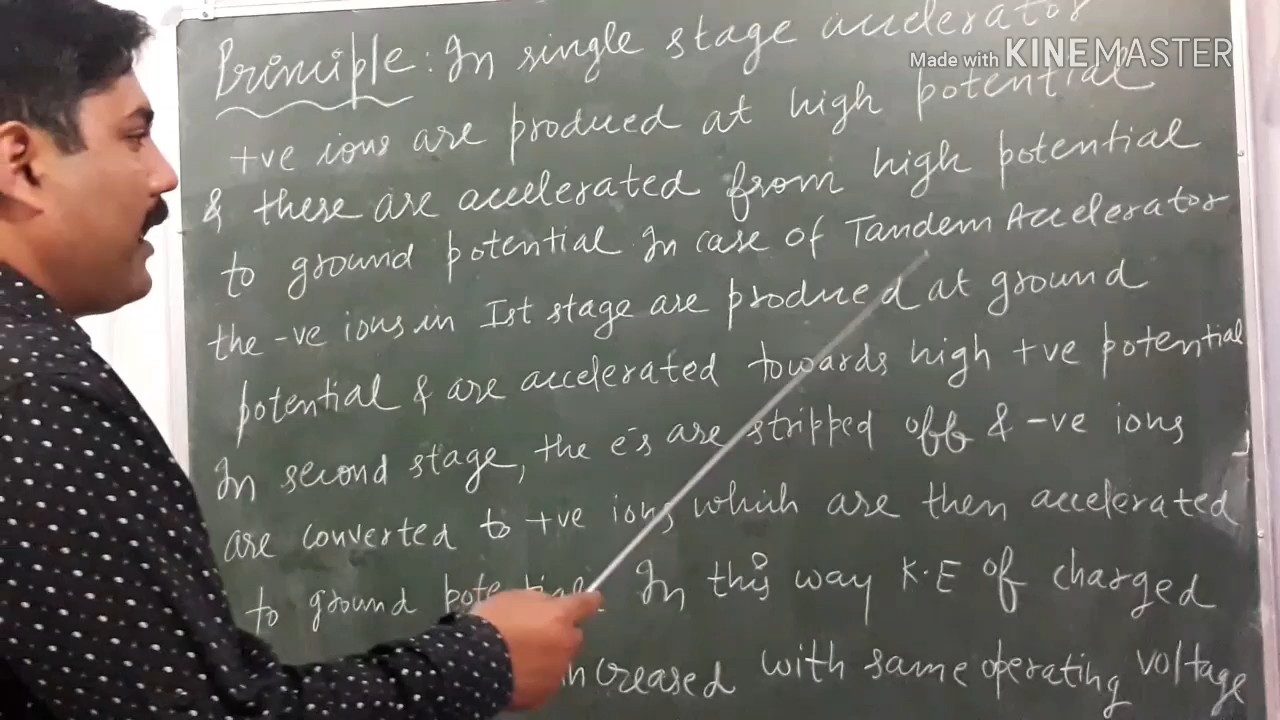 Principle: In single stage accelerator
Made with KINEMASTER
+ve ions are produced at high potential
& these are accelerated from high potential
to ground potential. In case of Tandem Accelerator
the -ve ions in Ist stage are produced at ground
potential & are accelerated towards high +ve potential
In second stage, the e⁻s are stripped off & -ve ions
are converted to +ve ions which are then accelerated
to ground potential. In this way K.E of charged
increased with same operating voltage